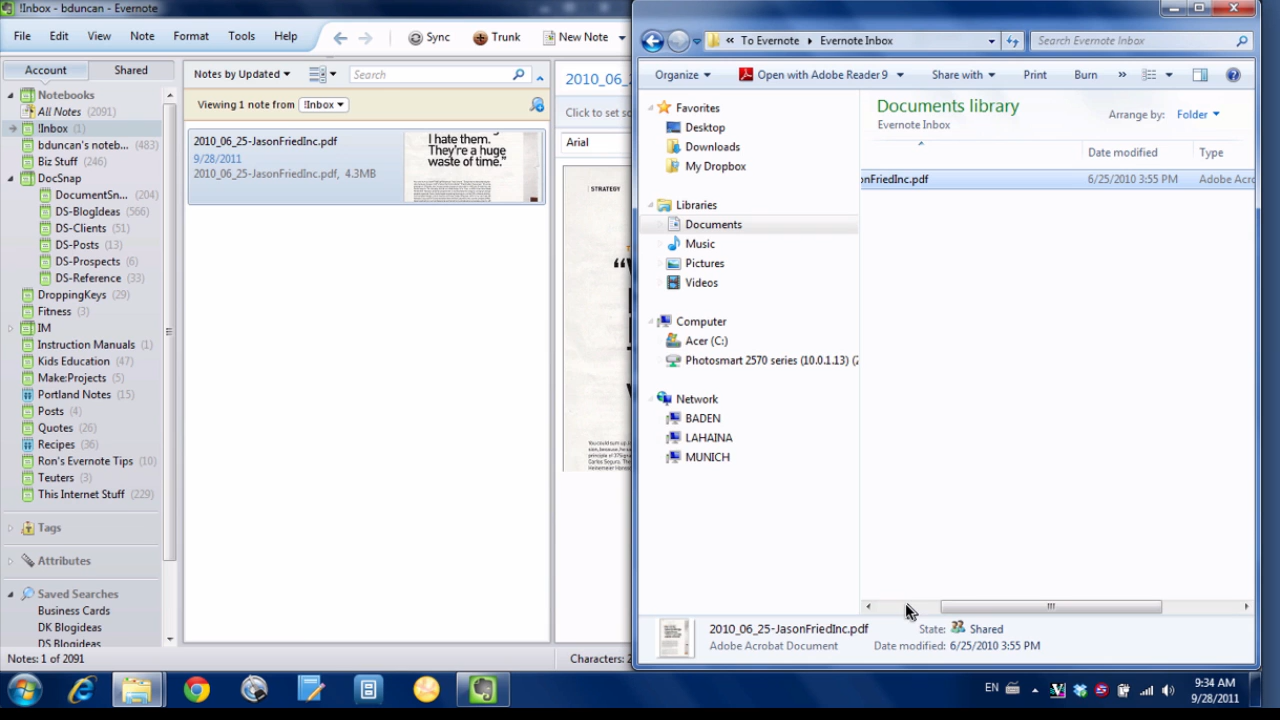 !Inbox - bduncan - Evernote
File Edit View Note Format Tools Help
Sync Trunk New Note
Account Shared
Notebooks
All Notes (2091)
!Inbox (1)
bduncan's noteb... (483)
Biz Stuff (246)
DocSnap
DocumentSn... (204)
DS-BlogIdeas (566)
DS-Clients (51)
DS-Posts (13)
DS-Prospects (6)
DS-Reference (33)
DroppingKeys (29)
Fitness (3)
IM
Instruction Manuals (1)
Kids Education (47)
Make:Projects (5)
Portland Notes (15)
Posts (4)
Quotes (26)
Recipes (36)
Ron's Evernote Tips (10)
Teuters (3)
This Internet Stuff (229)
Tags
Attributes
Saved Searches
Business Cards
DK Blogideas
DS Blogideas
Notes: 1 of 2091
Notes by Updated Search
Viewing 1 note from !Inbox
2010_06_25-JasonFriedInc.pdf
9/28/2011
2010_06_25-JasonFriedInc.pdf, 4.3MB
I hate them.
They're a huge
waste of time."
2010_06_
Click to set so
Arial
STRATEGY
Characters: 2
« To Evernote Evernote Inbox Search Evernote Inbox
Organize Open with Adobe Reader 9 Share with Print Burn »
Favorites
Desktop
Downloads
My Dropbox
Libraries
Documents
Music
Pictures
Videos
Computer
Acer (C:)
Photosmart 2570 series (10.0.1.13) (2
Network
BADEN
LAHAINA
MUNICH
Documents library
Evernote Inbox
Arrange by: Folder
Date modified Type
onFriedInc.pdf 6/25/2010 3:55 PM Adobe Acro
2010_06_25-JasonFriedInc.pdf State: Shared
Adobe Acrobat Document Date modified: 6/25/2010 3:55 PM
EN
9:34 AM
9/28/2011